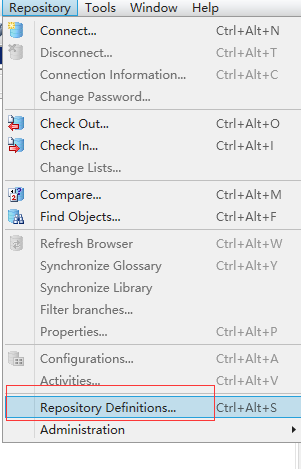 Repository Tools Window Help
Connect... Ctrl+Alt+N
Disconnect... Ctrl+Alt+T
Connection Information... Ctrl+Alt+C
Change Password...
Check Out... Ctrl+Alt+O
Check In... Ctrl+Alt+I
Change Lists...
Compare... Ctrl+Alt+M
Find Objects... Ctrl+Alt+F
Refresh Browser Ctrl+Alt+W
Synchronize Glossary Ctrl+Alt+Y
Synchronize Library
Filter branches...
Properties... Ctrl+Alt+P
Configurations... Ctrl+Alt+A
Activities... Ctrl+Alt+V
Repository Definitions... Ctrl+Alt+S
Administration